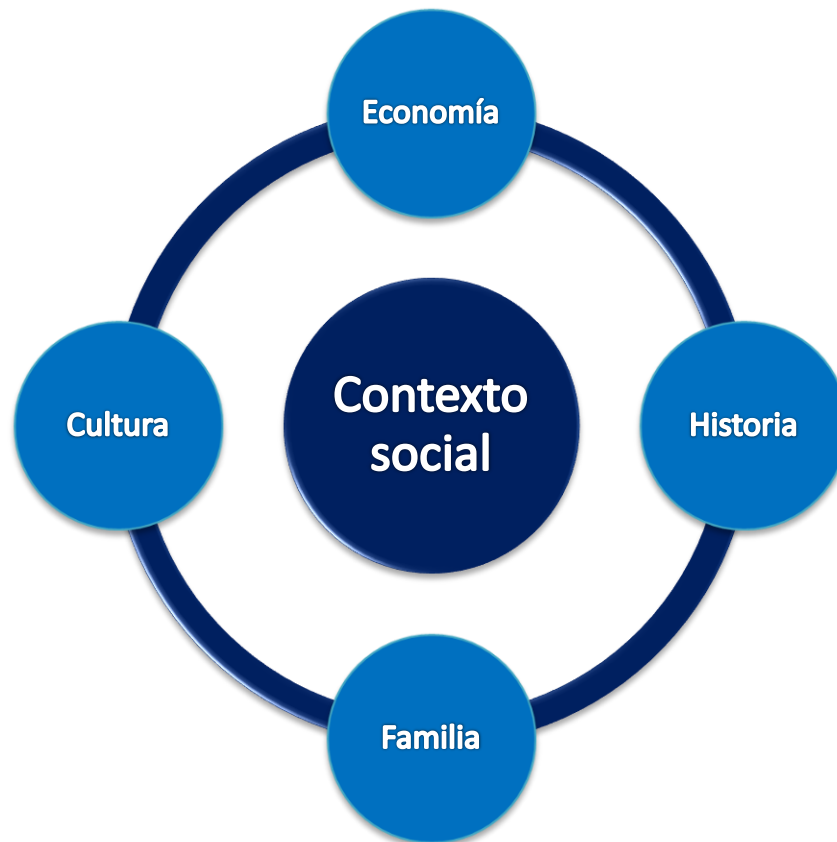 Economía
Cultura
Contexto
social
Historia
Familia